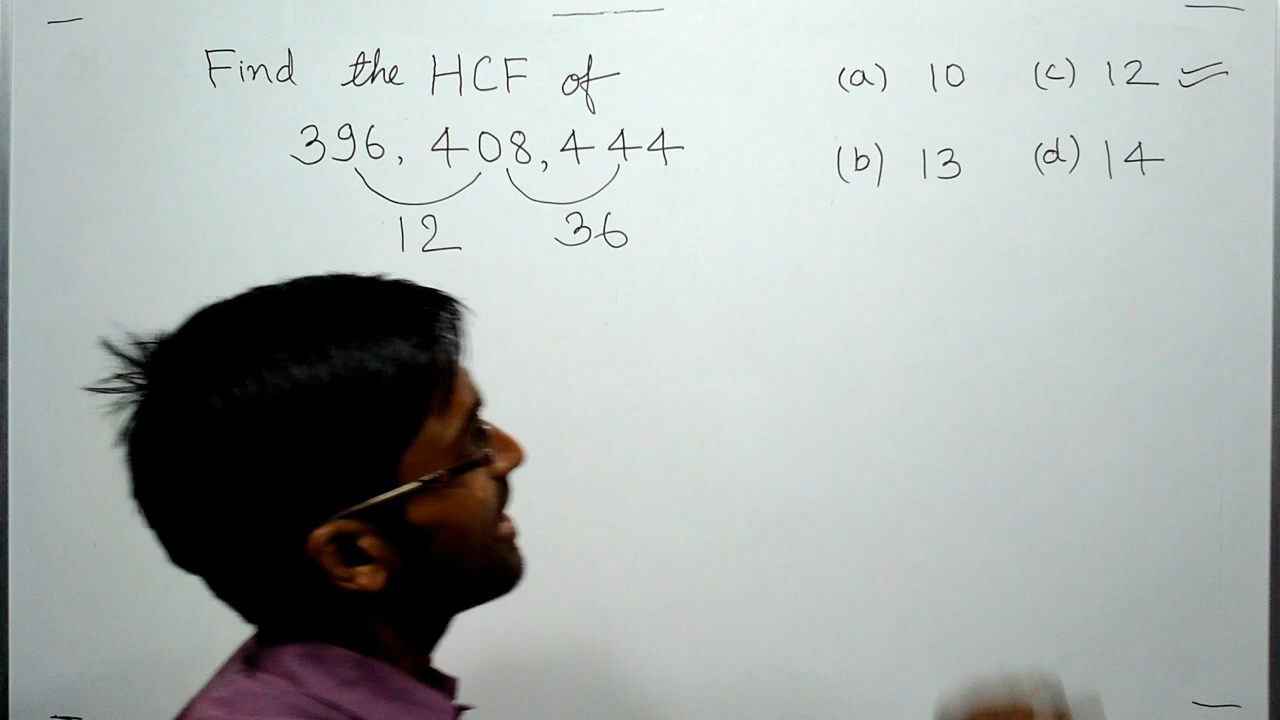 Find the HCF of
396, 408, 444
12 36
(a) 10 (c) 12
(b) 13 (d) 14